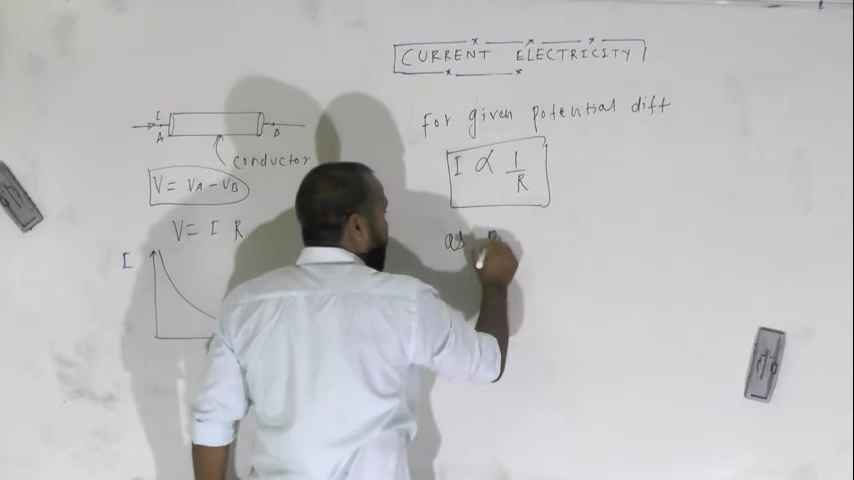 CURRENT ELECTRICITY
For given potential diff
I ∝ 1/R
as R
I
A
B
conductor
V = VA - VB
V = I R
I